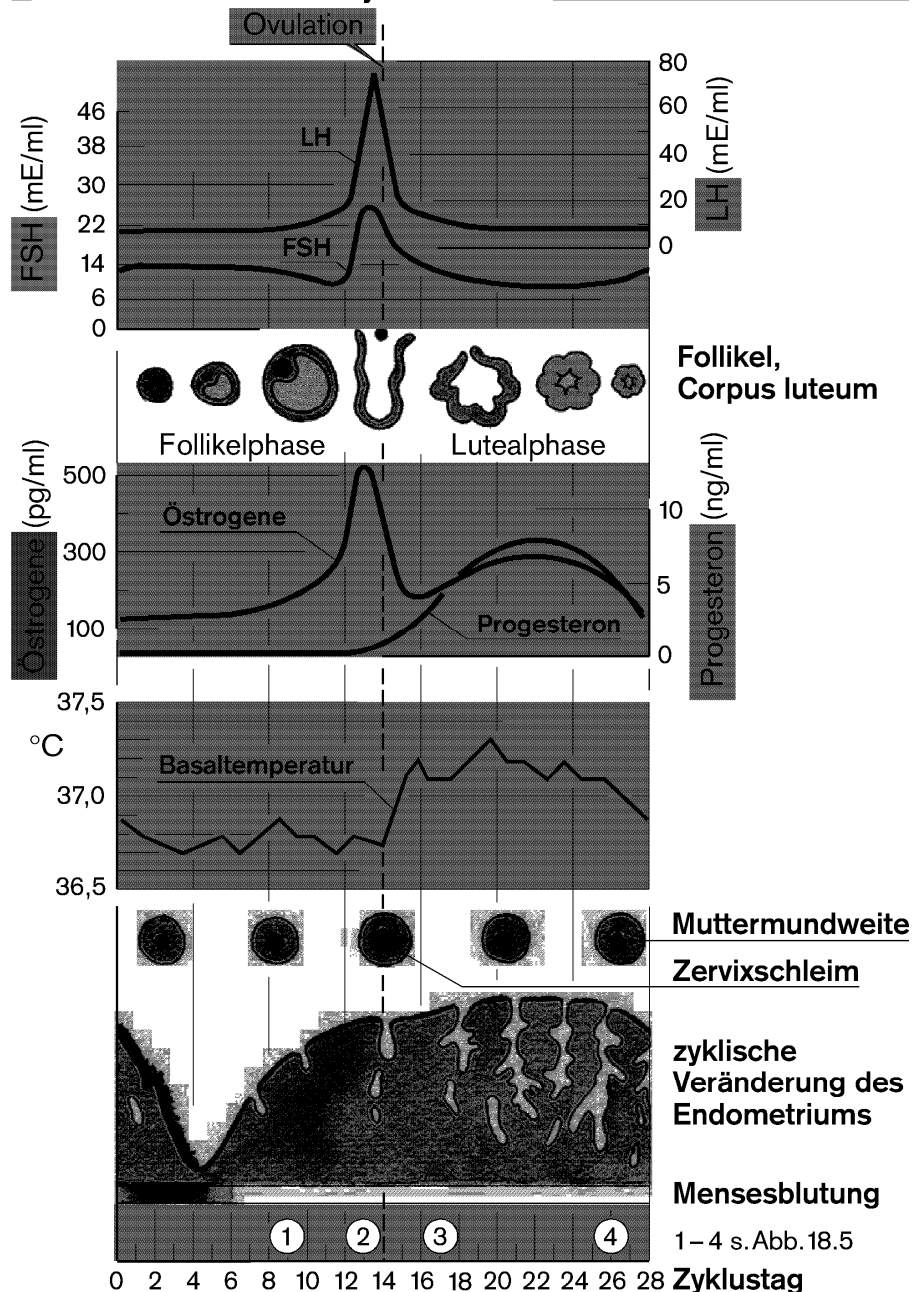 Ovulation
FSH (mE/ml)
46
38
30
22
14
6
0
LH
FSH
80
60
40
20
0
LH (mE/ml)
Follikel,
Corpus luteum
Follikelphase
Lutealphase
Östrogene (pg/ml)
500
300
100
Östrogene
Progesteron
10
5
0
Progesteron (ng/ml)
37,5
°C
37,0
36,5
Basaltemperatur
Muttermundweite
Zervixschleim
zyklische
Veränderung des
Endometriums
Mensesblutung
1 2 3 4
1–4 s.Abb.18.5
0 2 4 6 8 10 12 14 16 18 20 22 24 26 28 Zyklustag